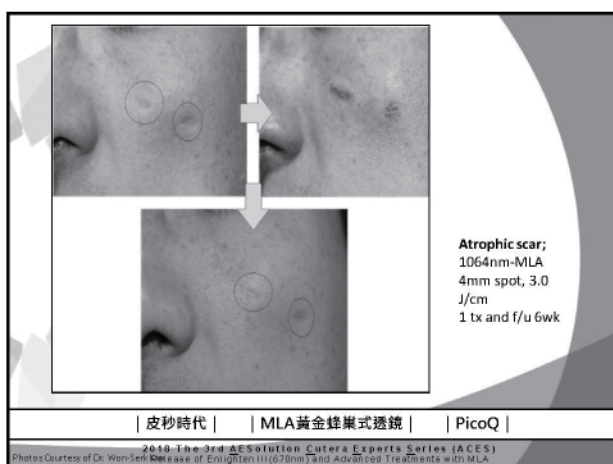 Atrophic scar;
1064nm-MLA
4mm spot, 3.0
J/cm
1 tx and f/u 6wk
| 皮秒時代 | | MLA黃金蜂巢式透鏡 | | PicoQ |
2018 The 3rd AESolution Cutera Experts Series (ACES)
Photos Courtesy of Dr. Won-Serk
Release of Enlighten III(670nm) and Advanced Treatments with MLA